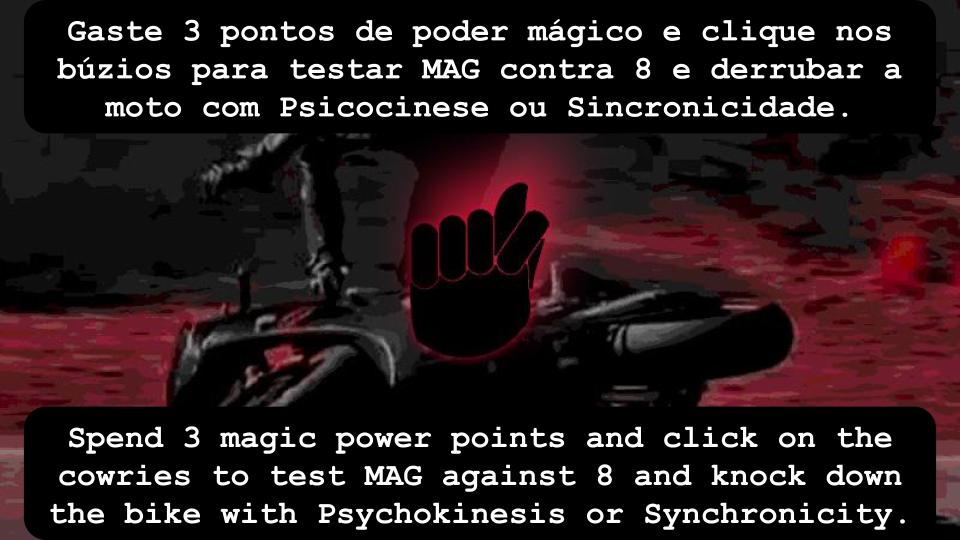 Gaste 3 pontos de poder mágico e clique nos
búzios para testar MAG contra 8 e derrubar a
moto com Psicocinese ou Sincronicidade.
Spend 3 magic power points and click on the
cowries to test MAG against 8 and knock down
the bike with Psychokinesis or Synchronicity.